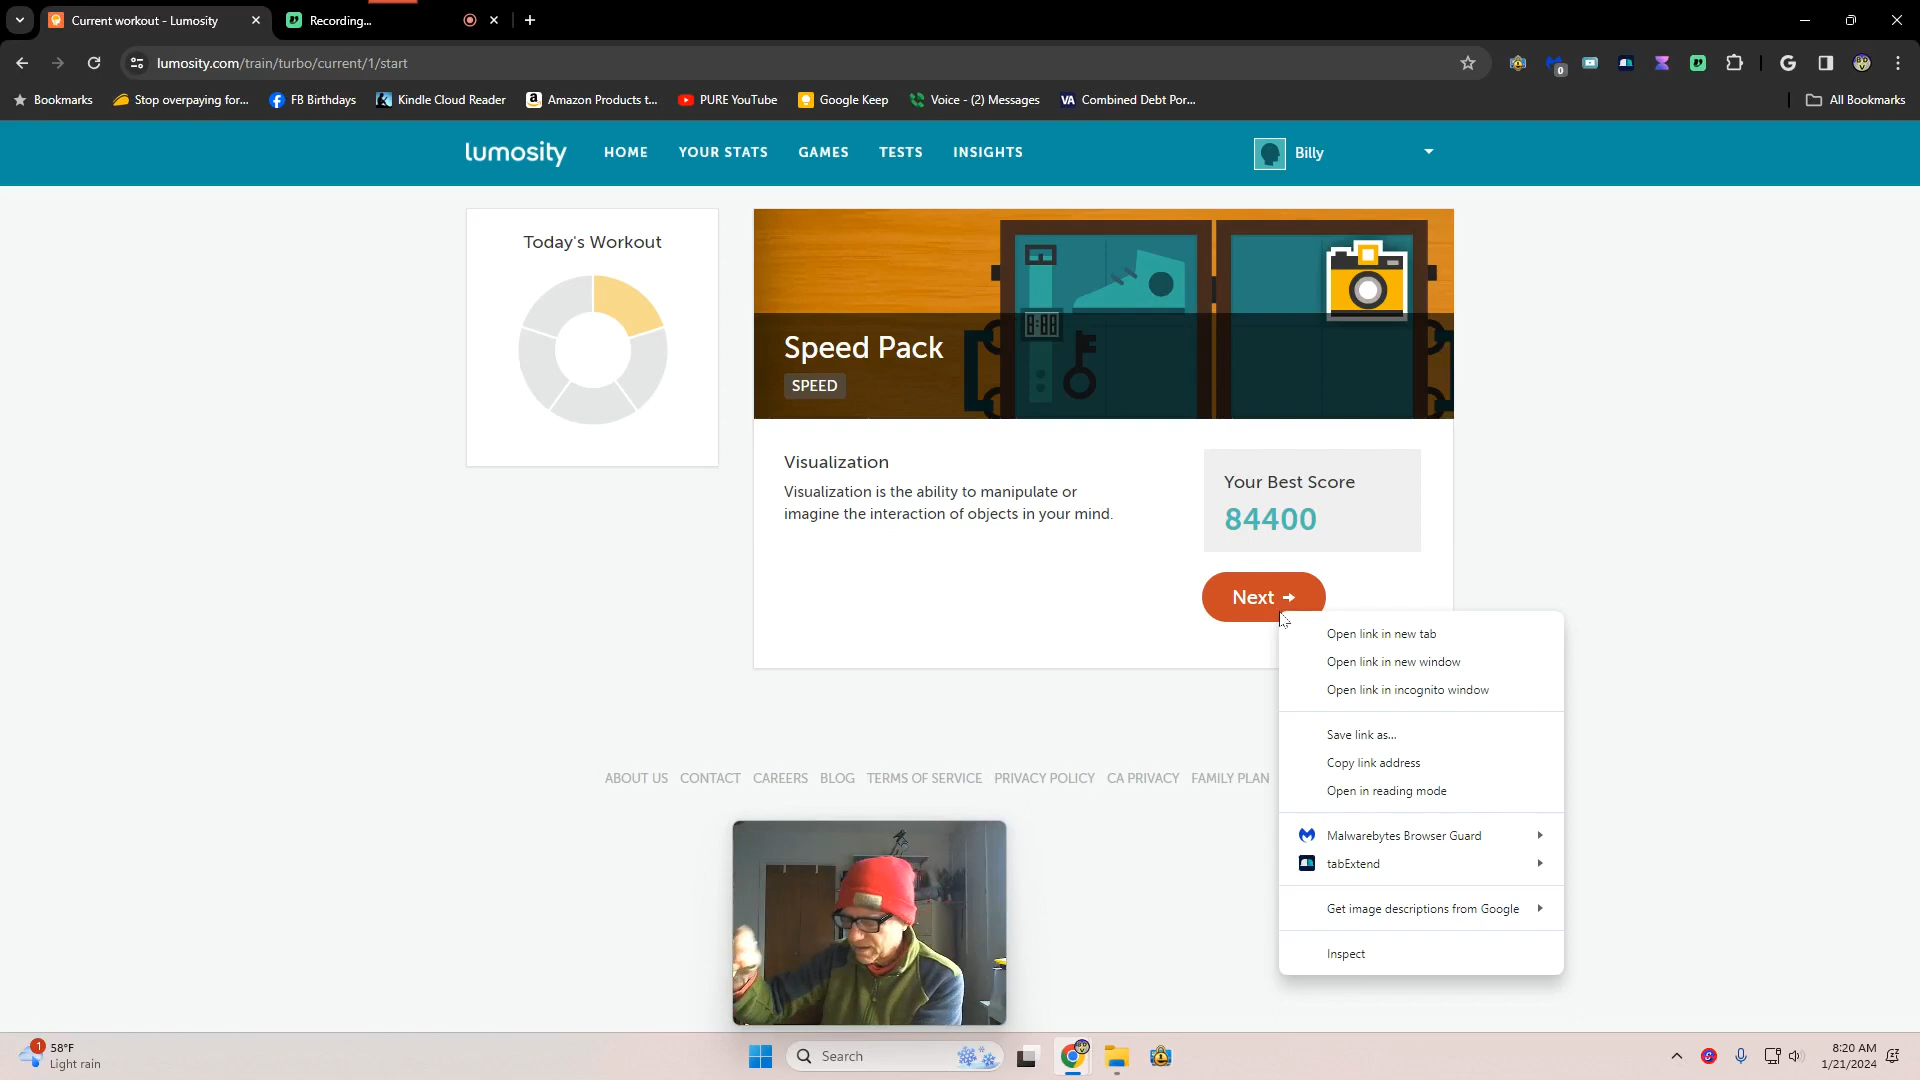 Current workout - Lumosity
Recording...
lumosity.com/train/turbo/current/1/start
0
Bookmarks
Stop overpaying for...
FB Birthdays
Kindle Cloud Reader
Amazon Products t...
PURE YouTube
Google Keep
Voice - (2) Messages
VA Combined Debt Por...
All Bookmarks
lumosity
HOME
YOUR STATS
GAMES
TESTS
INSIGHTS
Billy
Today's Workout
8:80
Speed Pack
SPEED
Visualization
Visualization is the ability to manipulate or
imagine the interaction of objects in your mind.
Your Best Score
84400
Next →
Open link in new tab
Open link in new window
Open link in incognito window
Save link as...
Copy link address
Open in reading mode
Malwarebytes Browser Guard
tabExtend
Get image descriptions from Google
Inspect
ABOUT US
CONTACT
CAREERS
BLOG
TERMS OF SERVICE
PRIVACY POLICY
CA PRIVACY
FAMILY PLAN
1
58°F
Light rain
Search
8:20 AM
1/21/2024